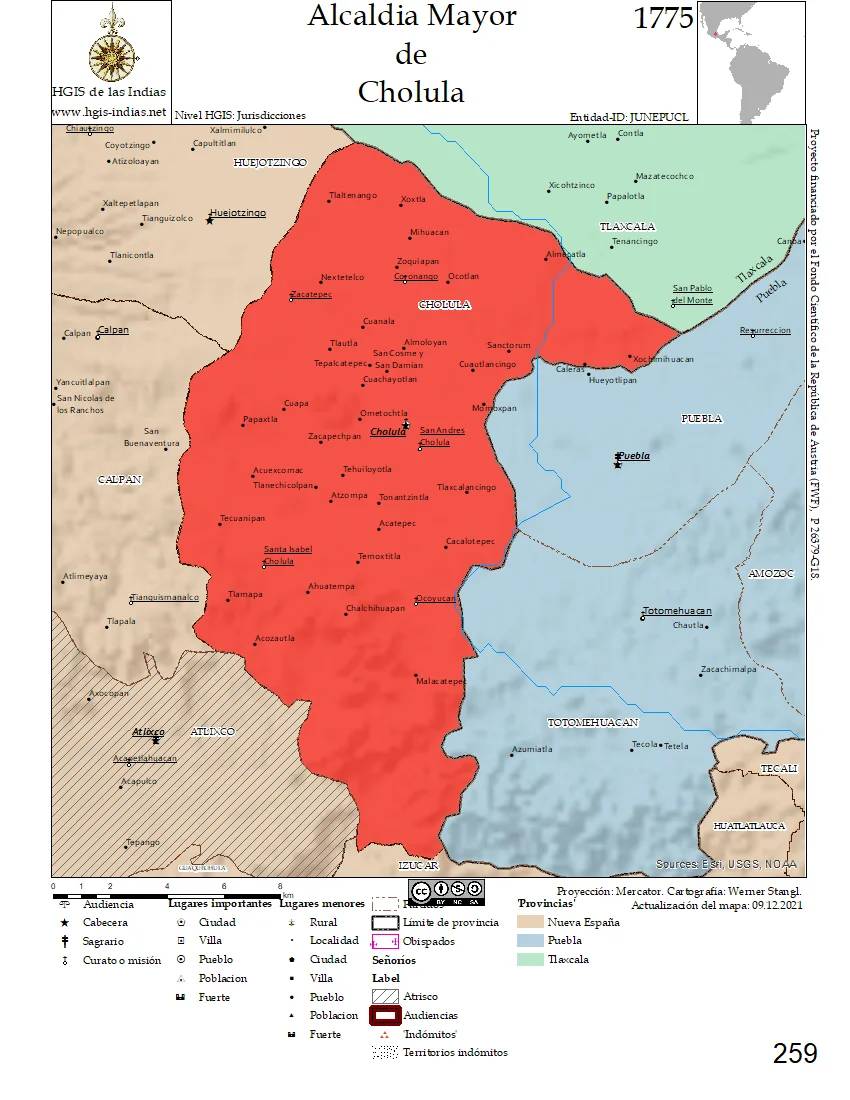 Alcaldia Mayor
de
Cholula
1775
HGIS de las Indias
www.hgis-indias.net
Nivel HGIS: Jurisdicciones
Entidad-ID: JUNEPUCL
Chiautzingo
Xalmimilulco
Coyotzingo
Capultitlan
Atizoloayan
HUEJOTZINGO
Ayometla
Contla
Mazatecochco
Xicohtzinco
Papalotla
Xaltepetlapan
Tlaltenango
Xoxtla
Tianguizolco
Huejotzingo
TLAXCALA
Nepopualco
Mihuacan
Tenancingo
Tlanicontla
Almecatla
Zoquiapan
Tlaxcala
Nextetelco
Coronango
Ocotlan
Puebla
Zacatepec
San Pablo
del Monte
CHOLULA
Cuanala
Calpan
Calpan
Resurreccion
Tlautla
Almoloyan
Sanctorum
San Cosme y
San Damian
Tepalcatepec
Cuautlancingo
Caleras
Xochimihuacan
Yancuitlalpan
Cuachayotlan
Hueyotlipan
San Nicolas de
los Ranchos
Cuapa
Momoxpan
Papaxtla
Ometochtla
PUEBLA
San
Buenaventura
Zacapechpan
Cholula
San Andres
Cholula
Puebla
CALPAN
Acuexcomac
Tehuiloyotla
Tlanechicolpan
Atzompa
Tonantzintla
Tlaxcalancingo
Tecuanipan
Acatepec
Santa Isabel
Cholula
Temoxtitla
Cacalotepec
Atlimeyaya
AMOZOC
Tianquismanalco
Tlamapa
Ahuatempa
Ocoyucan
Chalchihuapan
Totomehuacan
Tlapala
Chautla
Acozautla
Zacachimalpa
Malacatepec
Axocopan
Atlixco
ATLIXCO
TOTOMEHUACAN
Azumiatla
Tecola
Tetela
Acapetlahuacan
TECALI
Acapulco
HUATLATLAUCA
Tepango
GUAQUECHULA
IZUCAR
Sources: Esri, USGS, NOAA
Proyecto financiado por el Fondo Cientifico de la Republica de Austria (FWF), P 26379-G18.
0 1 2 4 6 8
km
CC BY NC SA
Proyección: Mercator. Cartografía: Werner Stangl.
Actualización del mapa: 09.12.2021
Audiencia
Cabecera
Sagrario
Curato o misión
Lugares importantes
Ciudad
Villa
Pueblo
Poblacion
Fuerte
Lugares menores
Rural
Localidad
Ciudad
Villa
Pueblo
Poblacion
Fuerte
Límite de provincia
Obispados
Señoríos
Label
Atrisco
Audiencias
'Indómitos'
Territorios indómitos
'Provincias'
Nueva España
Puebla
Tlaxcala
259